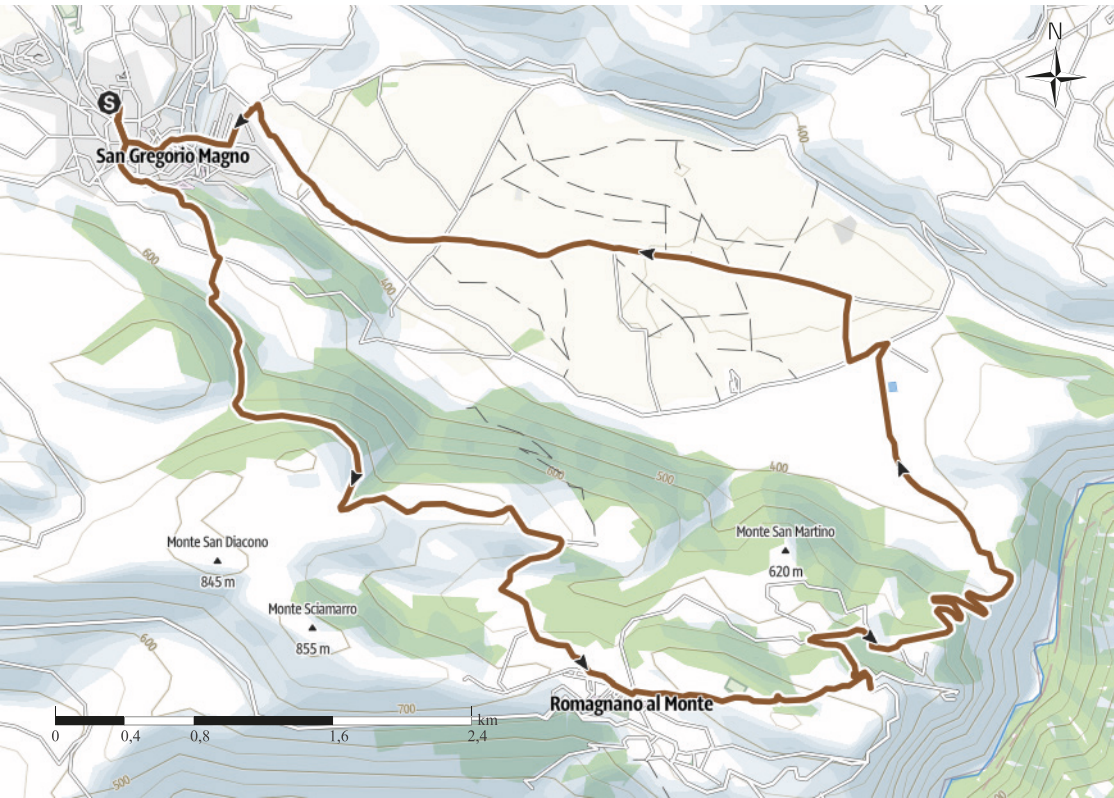 N
S
San Gregorio Magno
400
600
400
600
500
400
Monte San Martino
620 m
Monte San Diacono
845 m
Monte Sciamarro
855 m
600
Romagnano al Monte
700
km
0 0,4 0,8 1,6 2,4
500